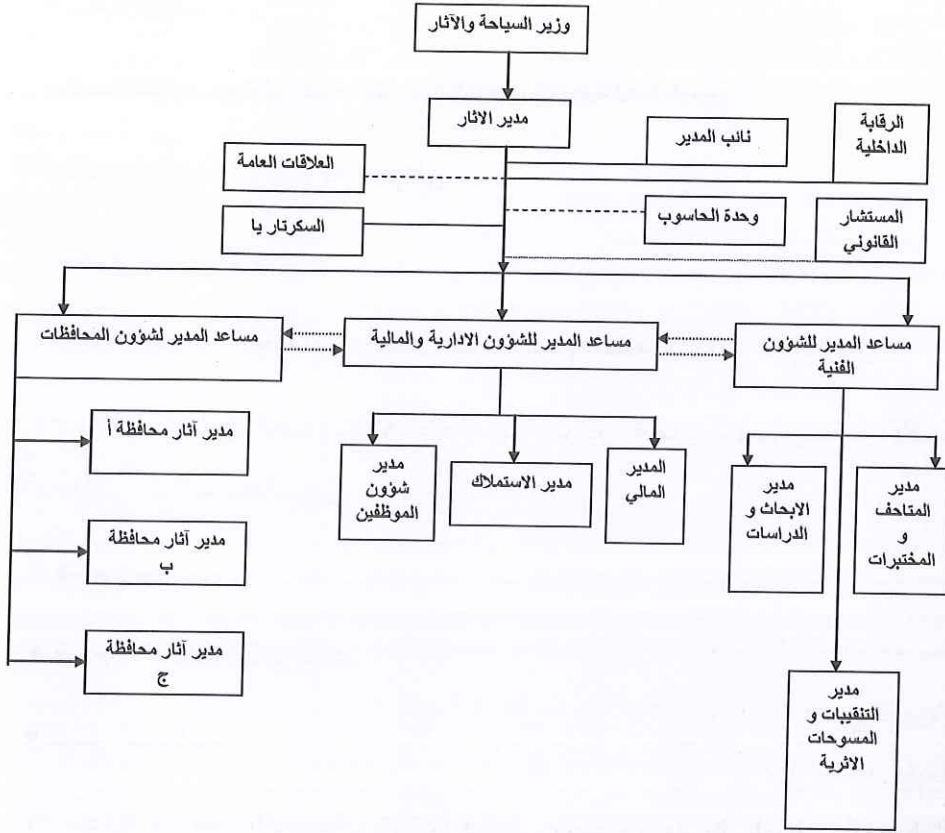 وزير السياحة والآثار
مدير الاثار
الرقابة
الداخلية
نائب المدير
العلاقات العامة
المستشار
القانوني
وحدة الحاسوب
السكرتار يا
مساعد المدير للشؤون
الفنية
مساعد المدير للشؤون الادارية والمالية
مساعد المدير لشؤون المحافظات
مدير
المتاحف
و
المختبرات
مدير
الابحاث و
الدراسات
المدير
المالي
مدير الاستملاك
مدير
شؤون
الموظفين
مدير آثار محافظة أ
مدير آثار محافظة
ب
مدير آثار محافظة
ج
مدير
التنقيبات و
المسوحات
الاثرية